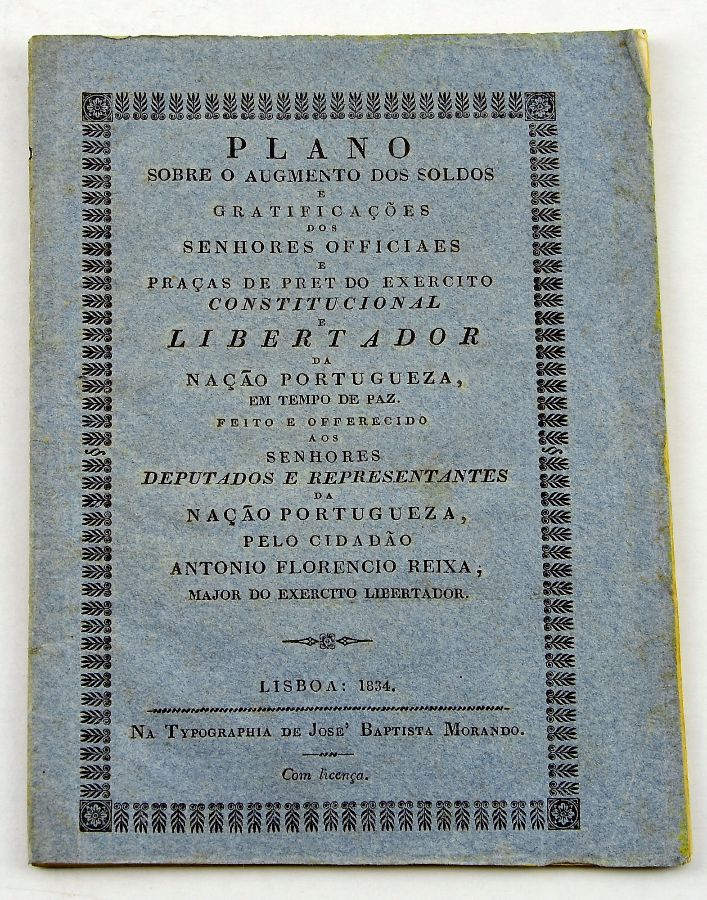 PLANO
SOBRE O AUGMENTO DOS SOLDOS
E
GRATIFICAÇÕES
DOS
SENHORES OFFICIAES
E
PRAÇAS DE PRET DO EXERCITO
CONSTITUCIONAL
E
LIBERTADOR
DA
NAÇÃO PORTUGUEZA,
EM TEMPO DE PAZ.
FEITO E OFFERECIDO
AOS
SENHORES
DEPUTADOS E REPRESENTANTES
DA
NAÇÃO PORTUGUEZA,
PELO CIDADÃO
ANTONIO FLORENCIO REIXA,
MAJOR DO EXERCITO LIBERTADOR.
LISBOA: 1834.
NA TYPOGRAPHIA DE JOSE' BAPTISTA MORANDO.
Com licença.